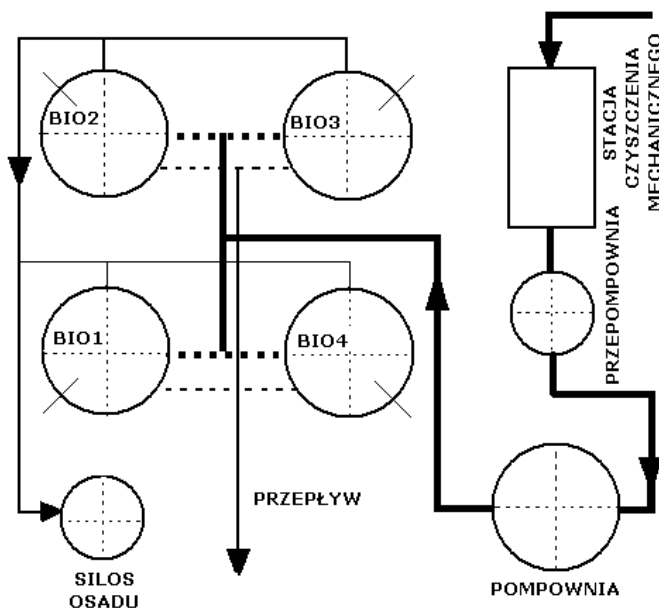 BIO2
BIO3
STACJA
CZYSZCZENIA
MECHANICZNEGO
PRZEPOMPOWNIA
BIO1
BIO4
PRZEPŁYW
SILOS
OSADU
POMPOWNIA